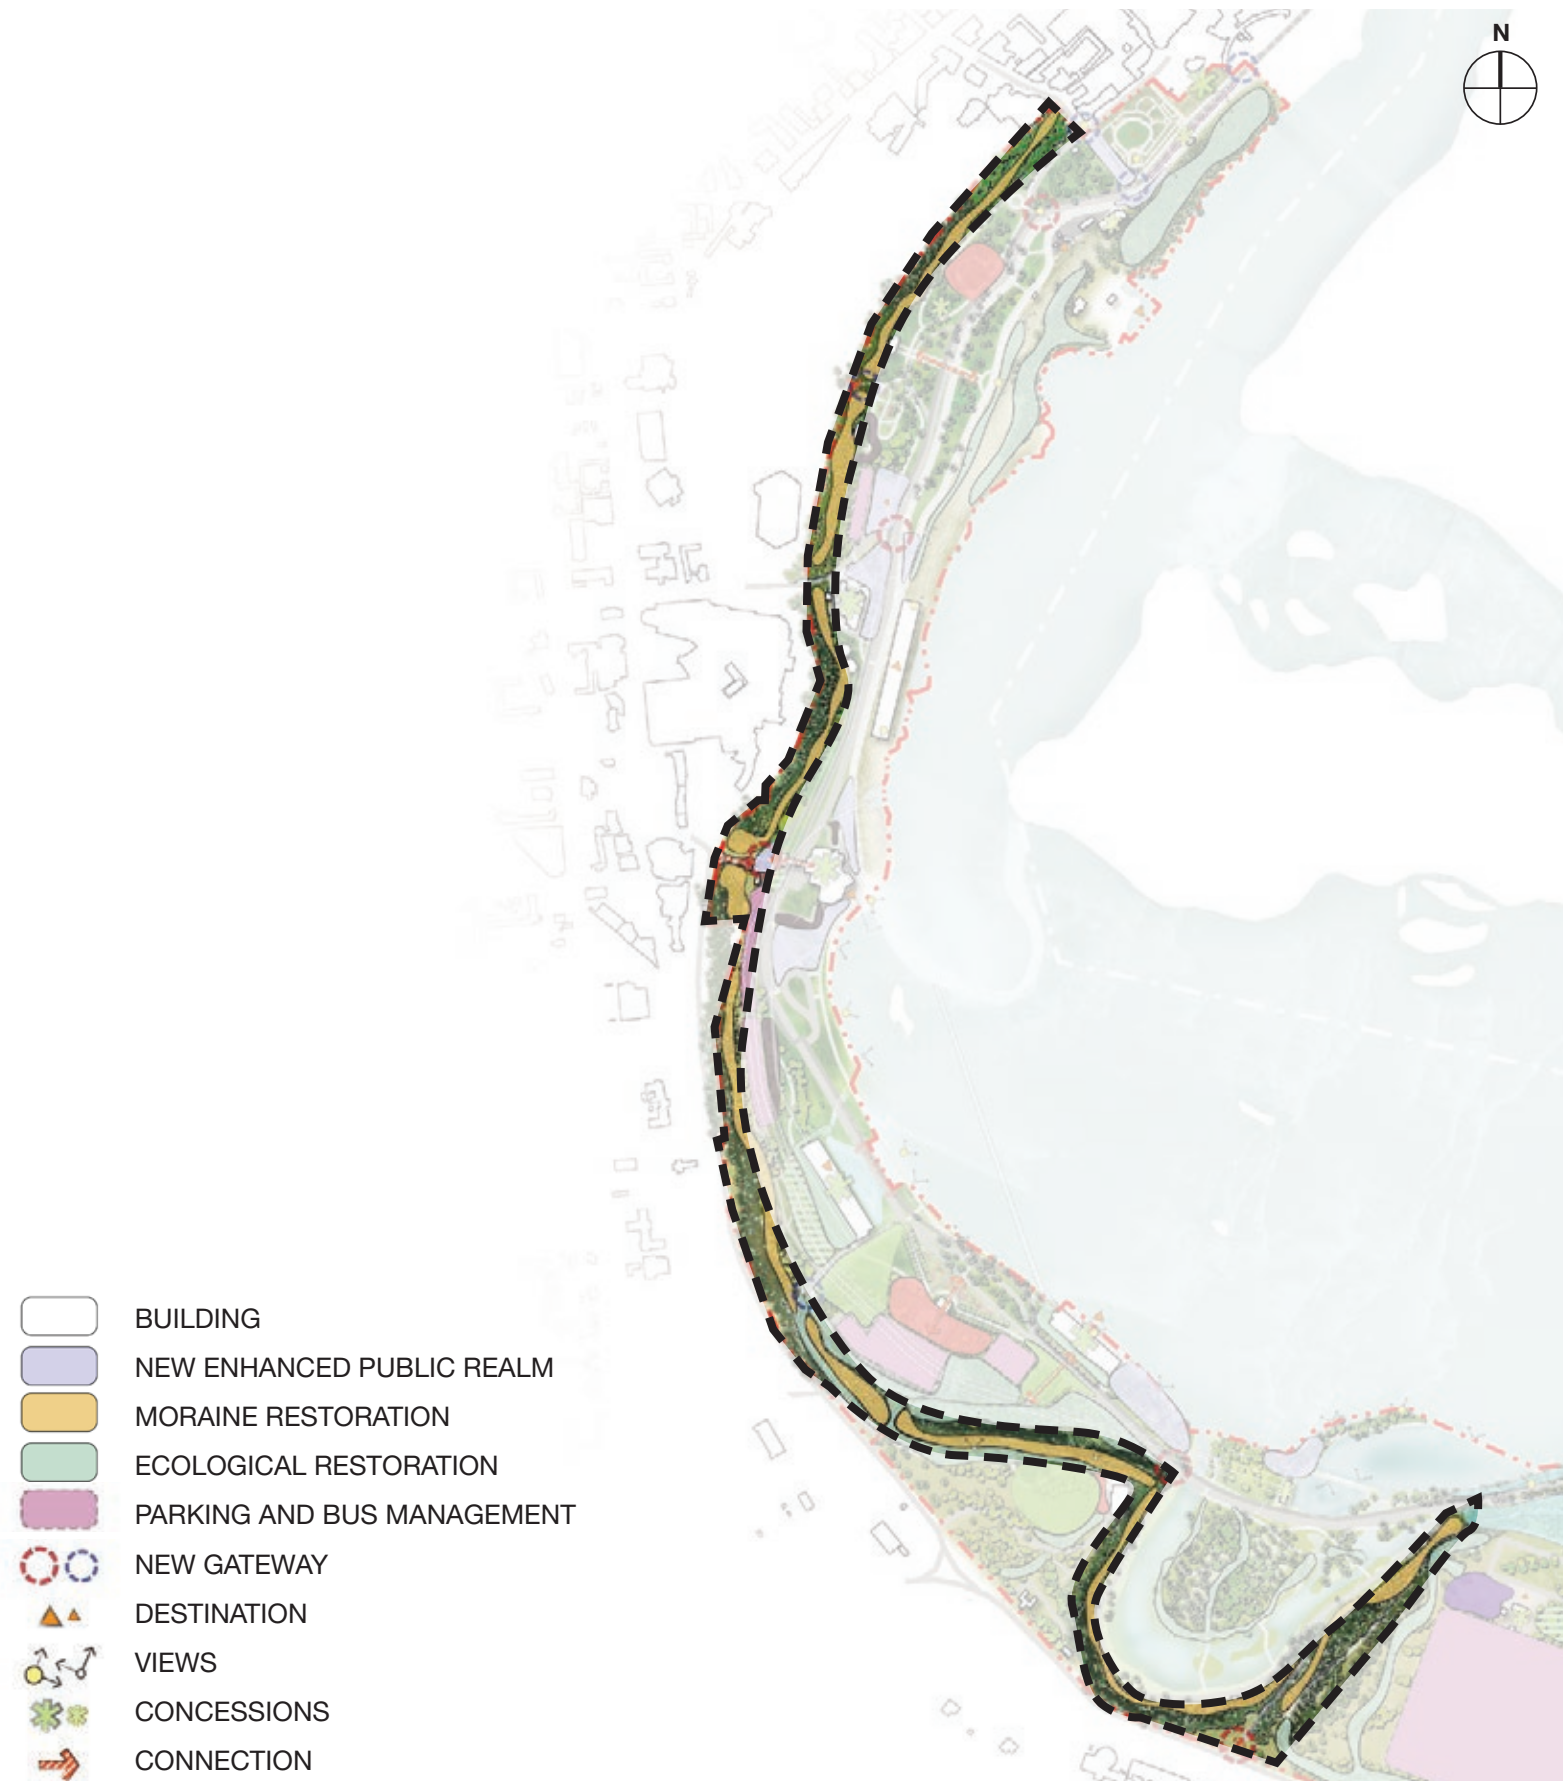 N
BUILDING
NEW ENHANCED PUBLIC REALM
MORAINE RESTORATION
ECOLOGICAL RESTORATION
PARKING AND BUS MANAGEMENT
NEW GATEWAY
DESTINATION
VIEWS
CONCESSIONS
CONNECTION